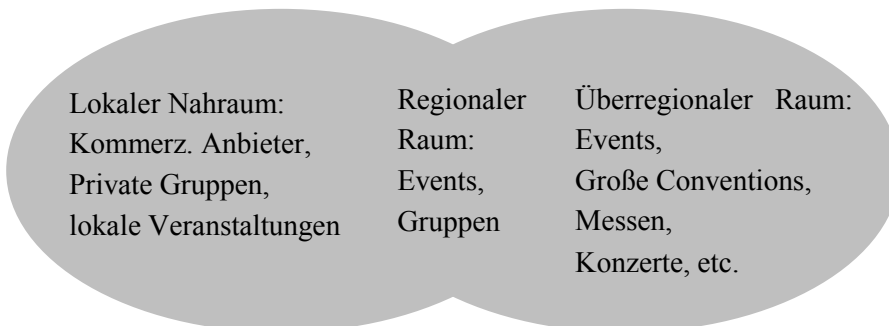 Lokaler Nahraum:
Kommerz. Anbieter,
Private Gruppen,
lokale Veranstaltungen
Regionaler
Raum:
Events,
Gruppen
Überregionaler Raum:
Events,
Große Conventions,
Messen,
Konzerte, etc.